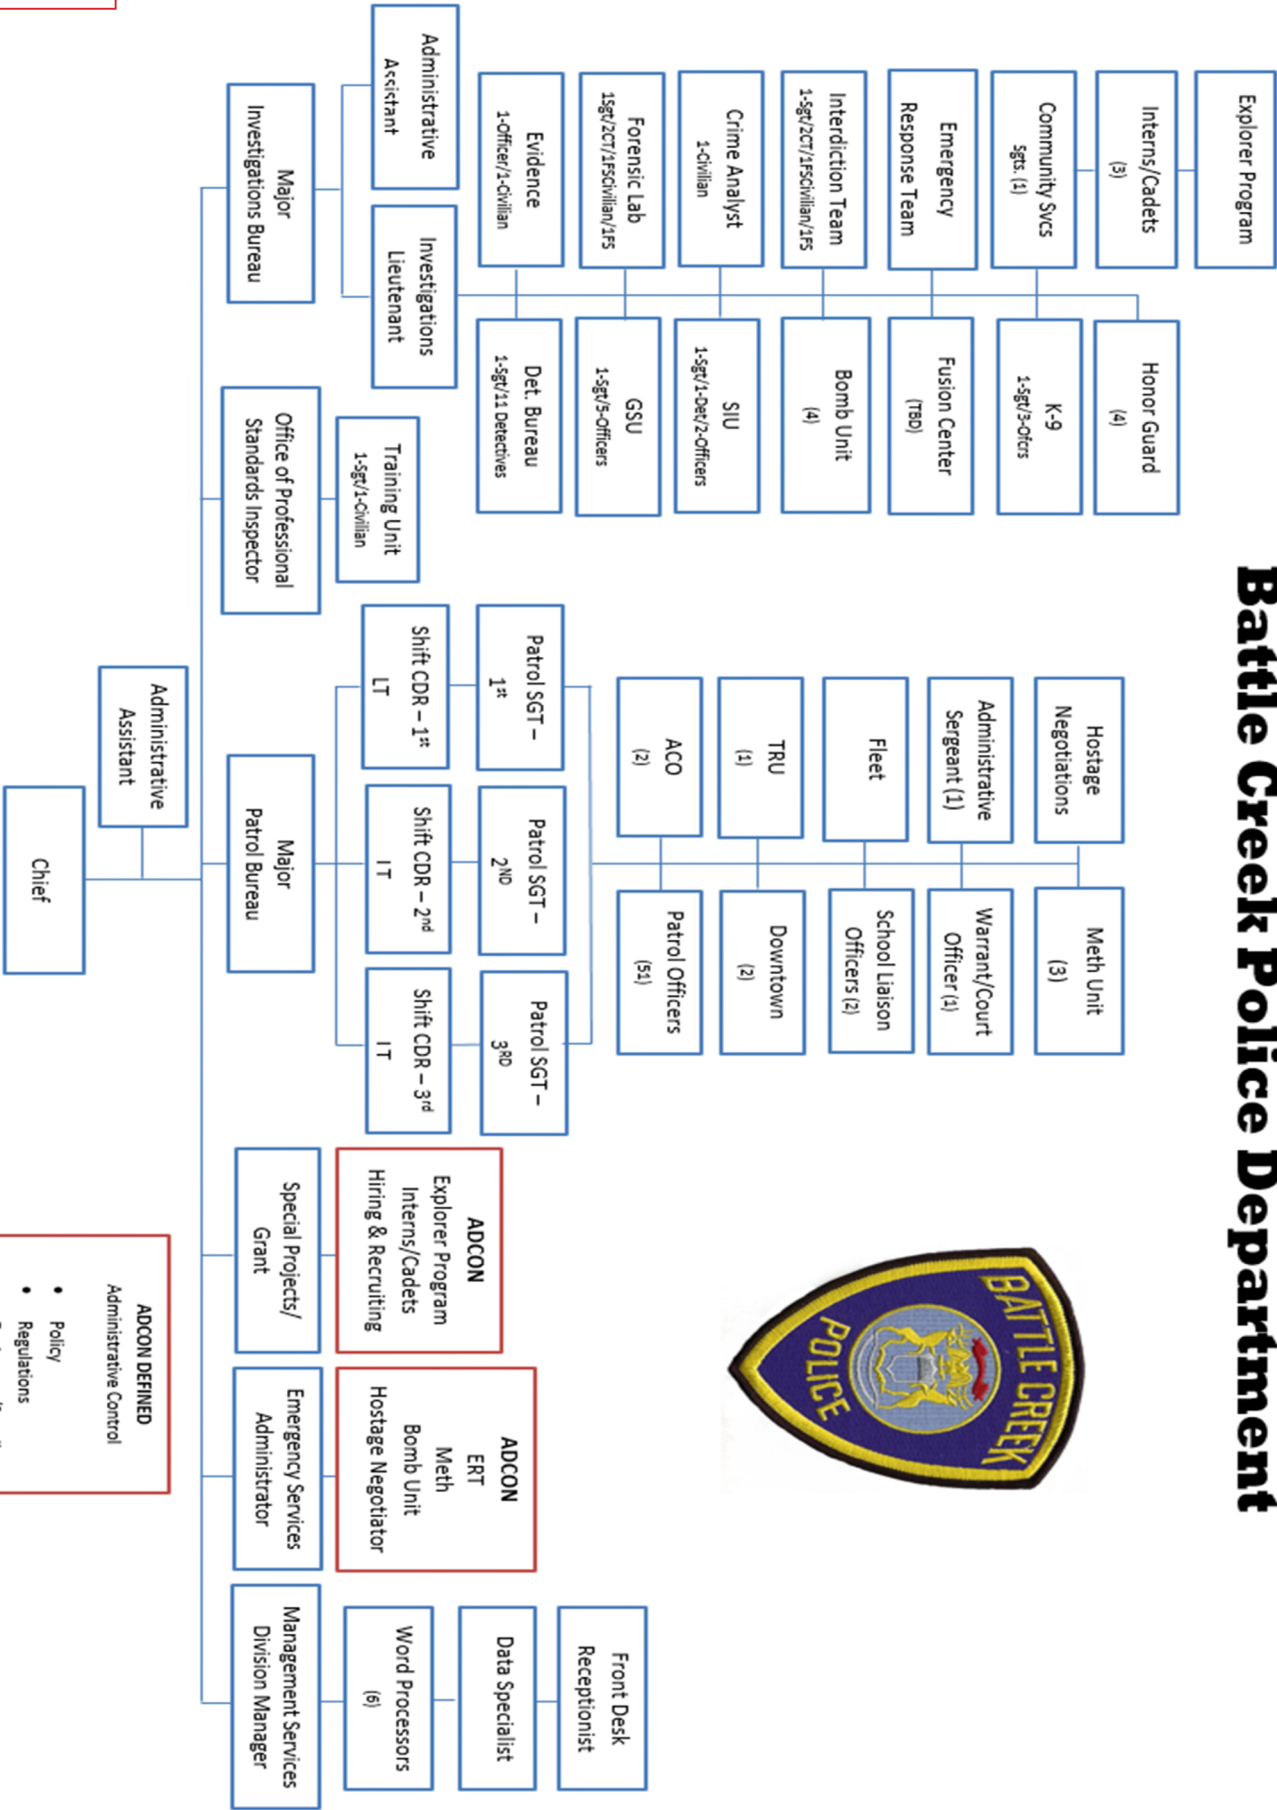 Battle Creek Police Department
Explorer Program
Interns/Cadets
(3)
Community Svcs
Sgts. (1)
Emergency
Response Team
Interdiction Team
1-Sgt/2CT/1FSCivilian/1FS
Crime Analyst
1-Civilian
Forensic Lab
1Sgt/2CT/1FSCivilian/1FS
Evidence
1-Officer/1-Civilian
Honor Guard
(4)
K-9
1-Sgt/3-Ofcrs
Fusion Center
(TBD)
Bomb Unit
(4)
SIU
1-Sgt/1-Det/2-Officers
GSU
1-Sgt/5-Officers
Det. Bureau
1-Sgt/11 Detectives
Administrative
Assistant
Investigations
Lieutenant
Major
Investigations Bureau
Training Unit
1-Sgt/1-Civilian
Office of Professional
Standards Inspector
Hostage
Negotiations
Meth Unit
(3)
Administrative
Sergeant (1)
Warrant/Court
Officer (1)
Fleet
School Liaison
Officers (2)
TRU
(1)
Downtown
(2)
ACO
(2)
Patrol Officers
(51)
Patrol SGT –
1st
Patrol SGT –
2ND
Patrol SGT –
3RD
Shift CDR – 1st
LT
Shift CDR – 2nd
LT
Shift CDR – 3rd
LT
Major
Patrol Bureau
BATTLE CREEK
POLICE
ADCON
Explorer Program
Interns/Cadets
Hiring & Recruiting
Special Projects/
Grant
ADCON
ERT
Meth
Bomb Unit
Hostage Negotiator
Emergency Services
Administrator
Front Desk
Receptionist
Data Specialist
Word Processors
(6)
Management Services
Division Manager
Administrative
Assistant
Chief
ADCON DEFINED
Administrative Control
• Policy
• Regulations